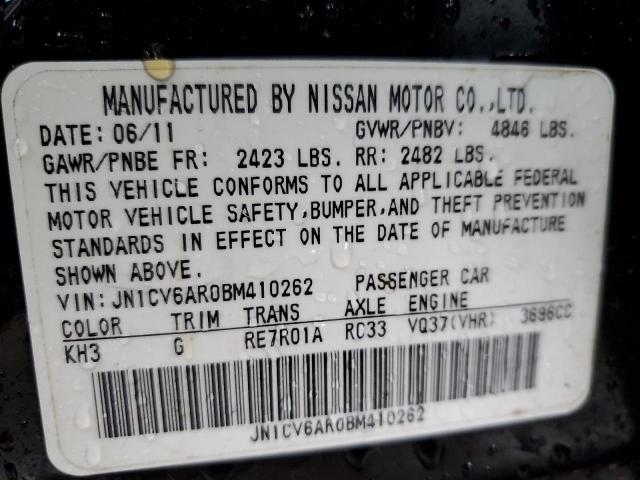 MANUFACTURED BY NISSAN MOTOR CO.,LTD.
DATE: 06/11 GVWR/PNBV: 4846 LBS.
GAWR/PNBE FR: 2423 LBS. RR: 2482 LBS.
THIS VEHICLE CONFORMS TO ALL APPLICABLE FEDERAL
MOTOR VEHICLE SAFETY,BUMPER,AND THEFT PREVENTION
STANDARDS IN EFFECT ON THE DATE OF MANUFACTURE
SHOWN ABOVE.
VIN: JN1CV6AR0BM410262 PASSENGER CAR
COLOR TRIM TRANS AXLE ENGINE
KH3 G RE7R01A RC33 VQ37(VHR) 3696CC
JN1CV6AR0BM410262